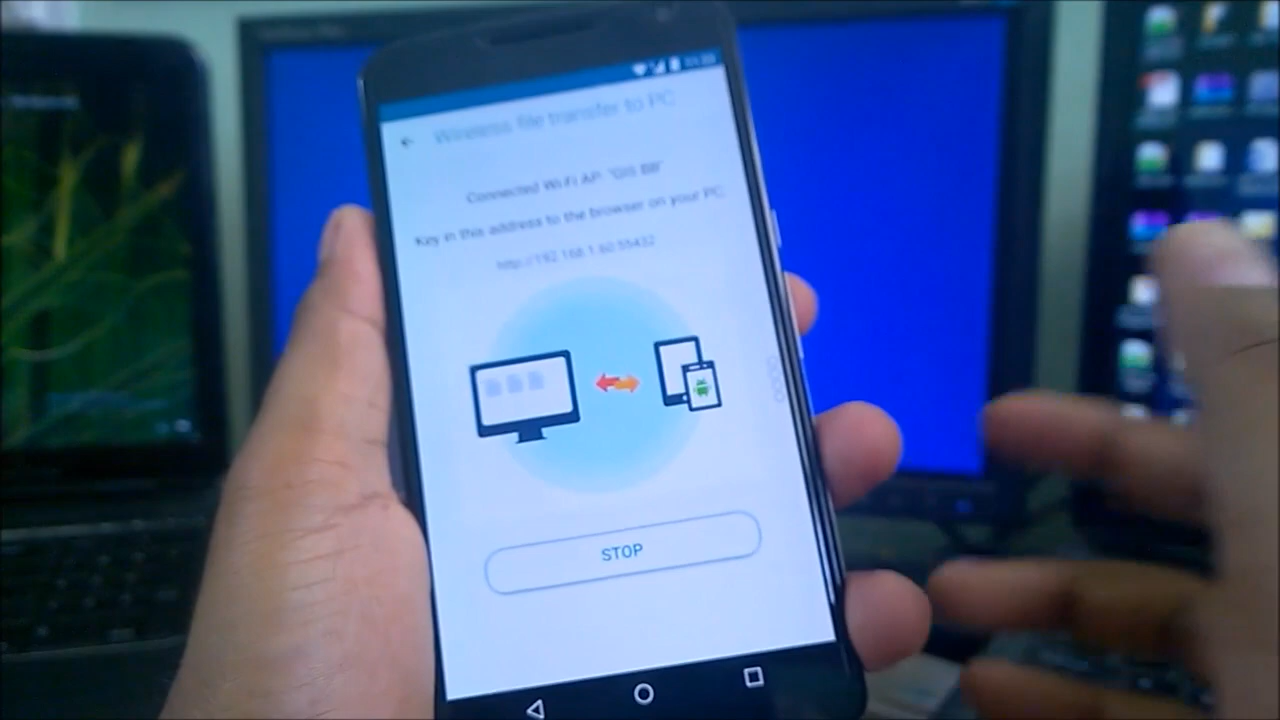 Wireless file transfer to PC
Connected Wi-Fi AP: "GIS BB"
Key in this address to the browser on your PC
http://192.168.1.60:55432
STOP